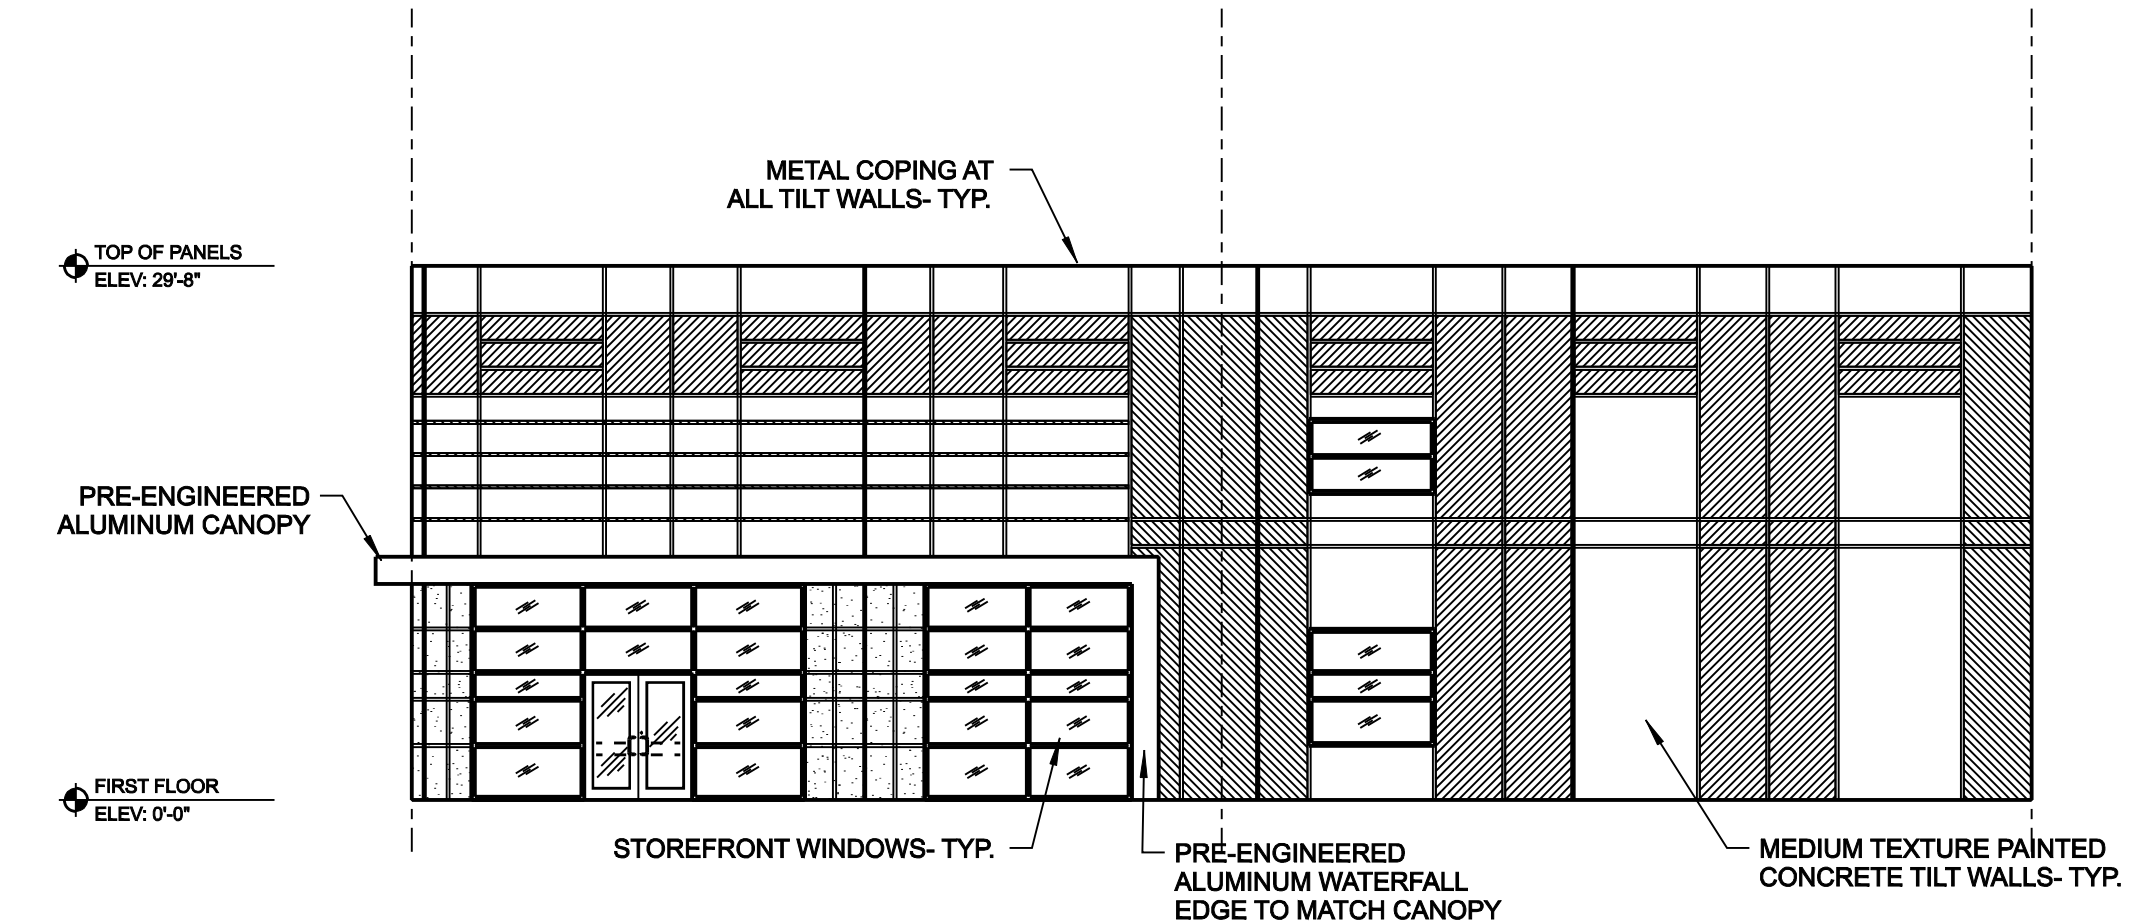 METAL COPING AT
ALL TILT WALLS- TYP.
TOP OF PANELS
ELEV: 29'-8"
PRE-ENGINEERED
ALUMINUM CANOPY
FIRST FLOOR
ELEV: 0'-0"
STOREFRONT WINDOWS- TYP.
PRE-ENGINEERED
ALUMINUM WATERFALL
EDGE TO MATCH CANOPY
MEDIUM TEXTURE PAINTED
CONCRETE TILT WALLS- TYP.